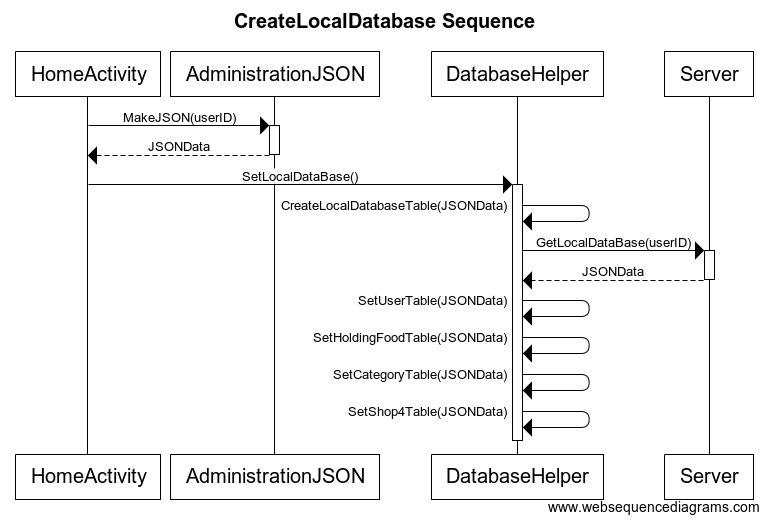 CreateLocalDatabase Sequence
HomeActivity
AdministrationJSON
DatabaseHelper
Server
MakeJSON(userID)
JSONData
SetLocalDataBase()
CreateLocalDatabaseTable(JSONData)
GetLocalDataBase(userID)
JSONData
SetUserTable(JSONData)
SetHoldingFoodTable(JSONData)
SetCategoryTable(JSONData)
SetShop4Table(JSONData)
HomeActivity
AdministrationJSON
DatabaseHelper
Server
www.websequencediagrams.com